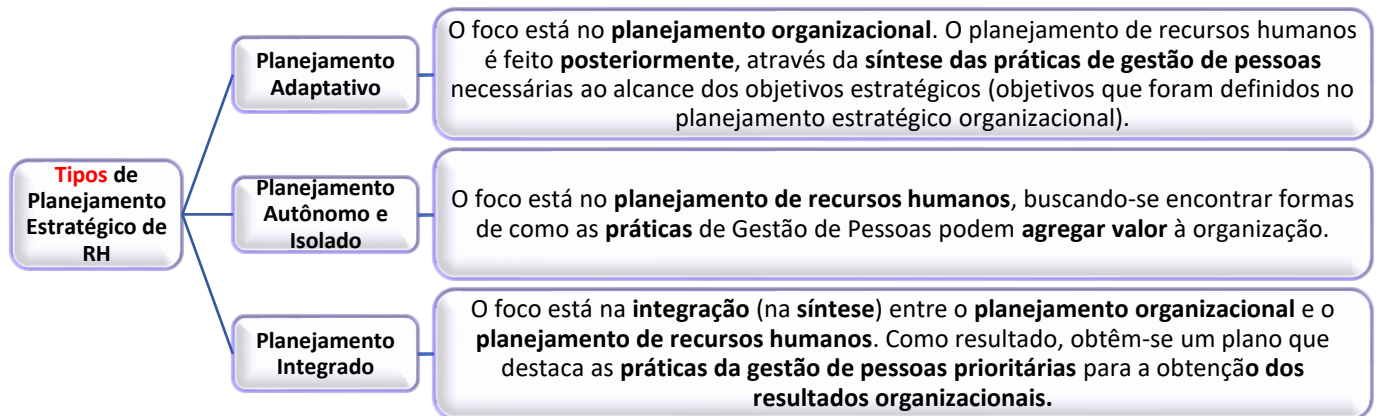 Tipos de
Planejamento
Estratégico de
RH
Planejamento
Adaptativo
O foco está no planejamento organizacional. O planejamento de recursos humanos
é feito posteriormente, através da síntese das práticas de gestão de pessoas
necessárias ao alcance dos objetivos estratégicos (objetivos que foram definidos no
planejamento estratégico organizacional).
Planejamento
Autônomo e
Isolado
O foco está no planejamento de recursos humanos, buscando-se encontrar formas
de como as práticas de Gestão de Pessoas podem agregar valor à organização.
Planejamento
Integrado
O foco está na integração (na síntese) entre o planejamento organizacional e o
planejamento de recursos humanos. Como resultado, obtêm-se um plano que
destaca as práticas da gestão de pessoas prioritárias para a obtenção dos
resultados organizacionais.